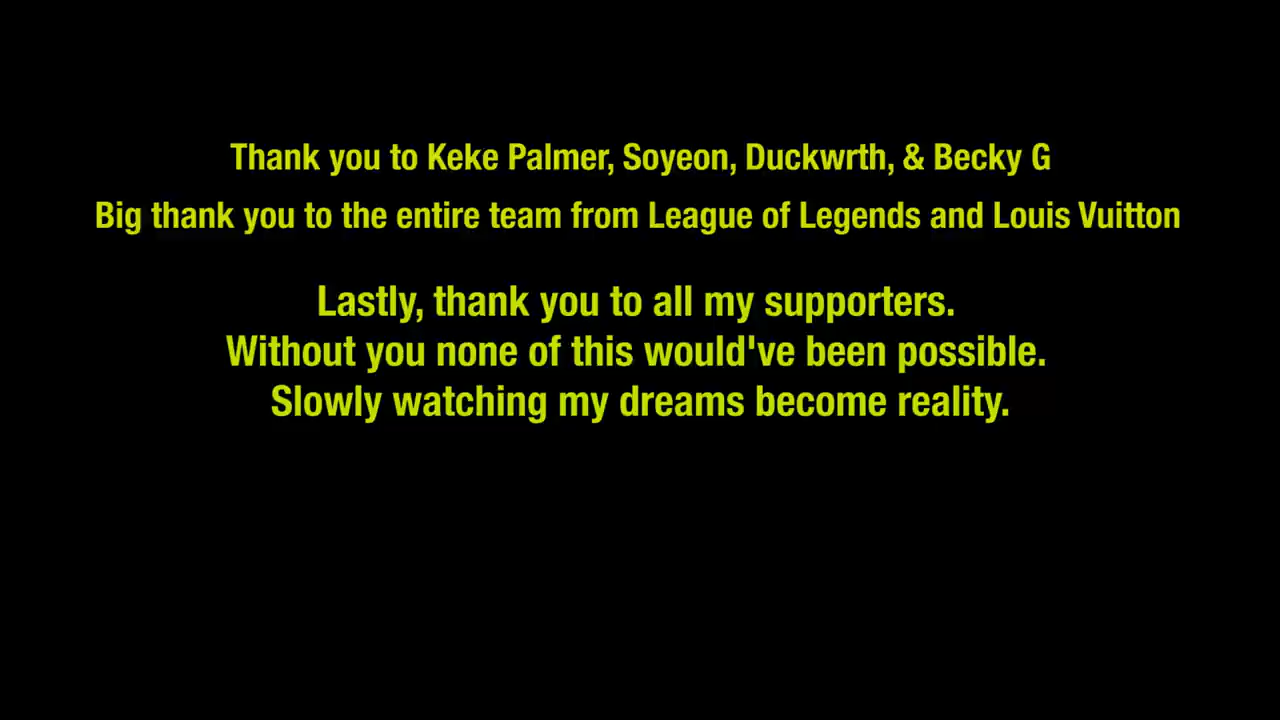 Thank you to Keke Palmer, Soyeon, Duckwrth, & Becky G
Big thank you to the entire team from League of Legends and Louis Vuitton
Lastly, thank you to all my supporters.
Without you none of this would've been possible.
Slowly watching my dreams become reality.